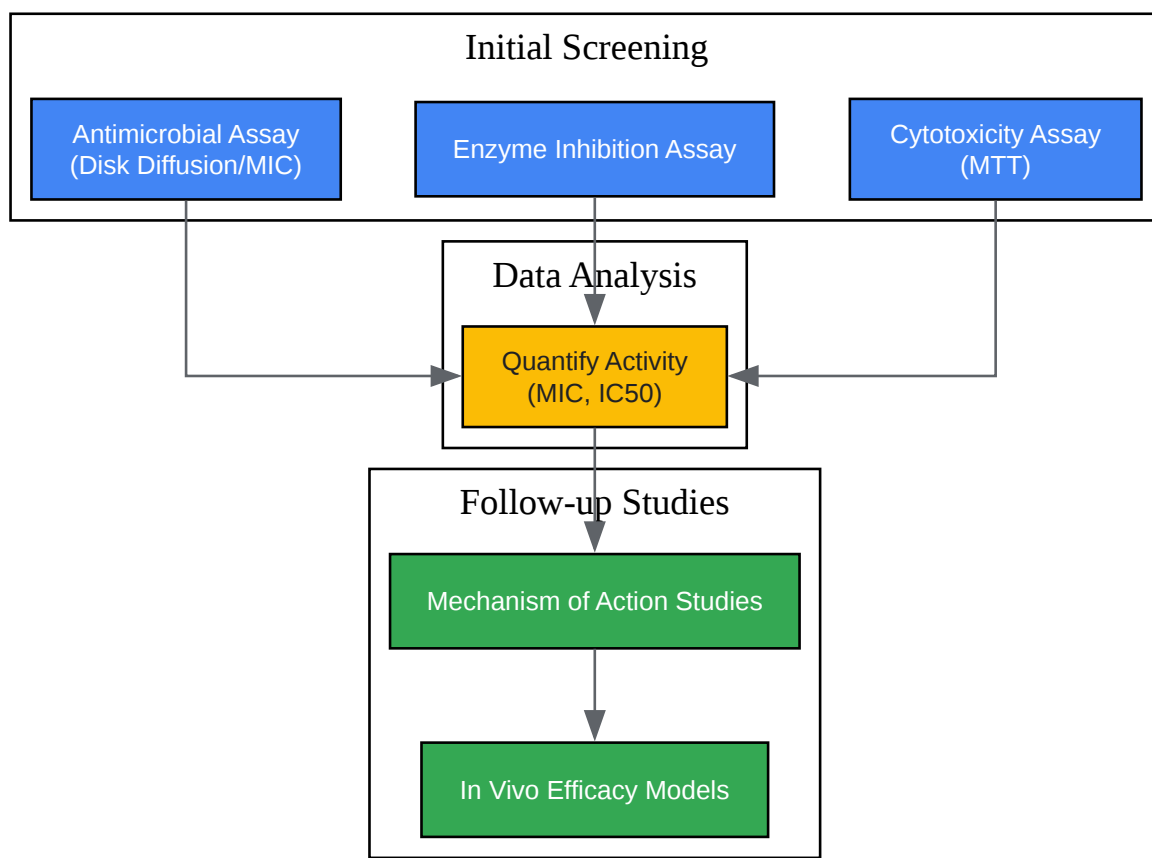 Initial Screening
Antimicrobial Assay
(Disk Diffusion/MIC)
Enzyme Inhibition Assay
Cytotoxicity Assay
(MTT)
Data Analysis
Quantify Activity
(MIC, IC50)
Follow-up Studies
Mechanism of Action Studies
In Vivo Efficacy Models